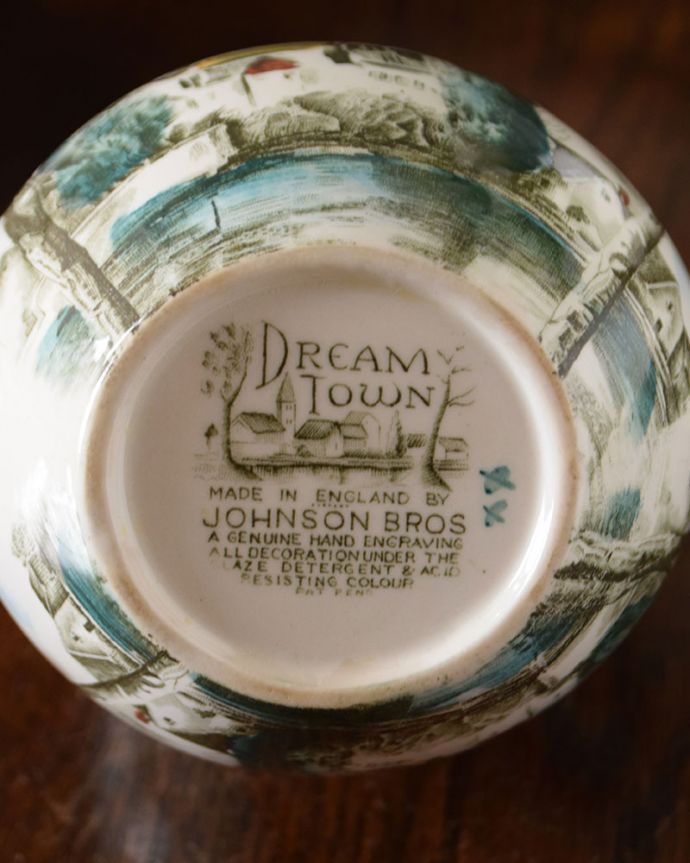 DREAM
TOWN
MADE IN ENGLAND BY
JOHNSON BROS
A GENUINE HAND ENGRAVING
ALL DECORATION UNDER THE
LAZE DETERGENT & ACID
RESISTING COLOUR
PAT PEND